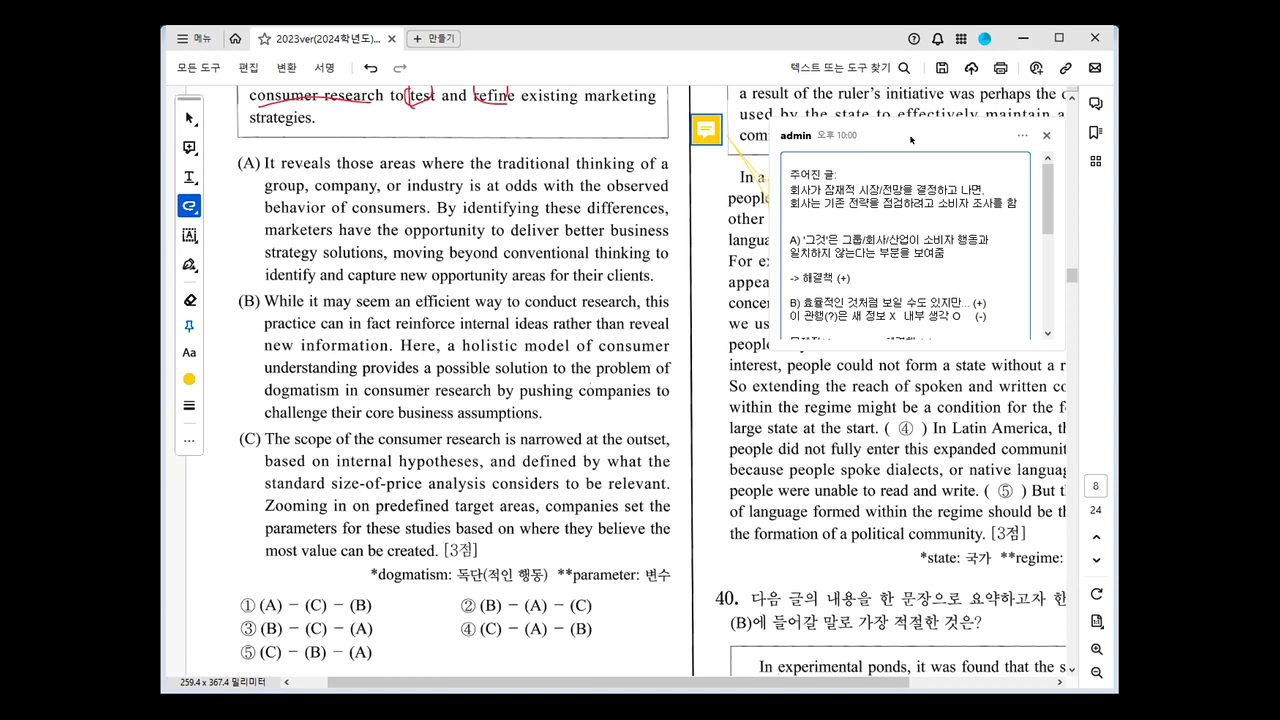 메뉴
2023ver(2024학년도)...
만들기
모든 도구
편집
변환
서명
텍스트 또는 도구 찾기
consumer research to test and refine existing marketing
strategies.
(A) It reveals those areas where the traditional thinking of a
group, company, or industry is at odds with the observed
behavior of consumers. By identifying these differences,
marketers have the opportunity to deliver better business
strategy solutions, moving beyond conventional thinking to
identify and capture new opportunity areas for their clients.
(B) While it may seem an efficient way to conduct research, this
practice can in fact reinforce internal ideas rather than reveal
new information. Here, a holistic model of consumer
understanding provides a possible solution to the problem of
dogmatism in consumer research by pushing companies to
challenge their core business assumptions.
(C) The scope of the consumer research is narrowed at the outset,
based on internal hypotheses, and defined by what the
standard size-of-price analysis considers to be relevant.
Zooming in on predefined target areas, companies set the
parameters for these studies based on where they believe the
most value can be created. [3점]
*dogmatism: 독단(적인 행동) **parameter: 변수
① (A) − (C) − (B)
② (B) − (A) − (C)
③ (B) − (C) − (A)
④ (C) − (A) − (B)
⑤ (C) − (B) − (A)
a result of the ruler's initiative was perhaps the
used by the state to effectively maintain a
com
admin 오후 10:00
주어진 글:
회사가 잠재적 시장/전망을 결정하고 나면,
회사는 기존 전략을 점검하려고 소비자 조사를 함
A) '그것'은 그룹/회사/산업이 소비자 행동과
일치하지 않는다는 부분을 보여줌
-> 해결책 (+)
B) 효율적인 것처럼 보일 수도 있지만... (+)
이 관행(?)은 새 정보 X 내부 생각 O (-)
In a
people
other
langua
For ex
appea
concer
we us
people
interest, people could not form a state without a r
So extending the reach of spoken and written co
within the regime might be a condition for the f
large state at the start. ( ④ ) In Latin America, th
people did not fully enter this expanded communit
because people spoke dialects, or native languag
people were unable to read and write. ( ⑤ ) But th
of language formed within the regime should be th
the formation of a political community. [3점]
*state: 국가 **regime:
40. 다음 글의 내용을 한 문장으로 요약하고자 한
(B)에 들어갈 말로 가장 적절한 것은?
In experimental ponds, it was found that the s
Aa
8
24
259.4 x 367.4 밀리미터